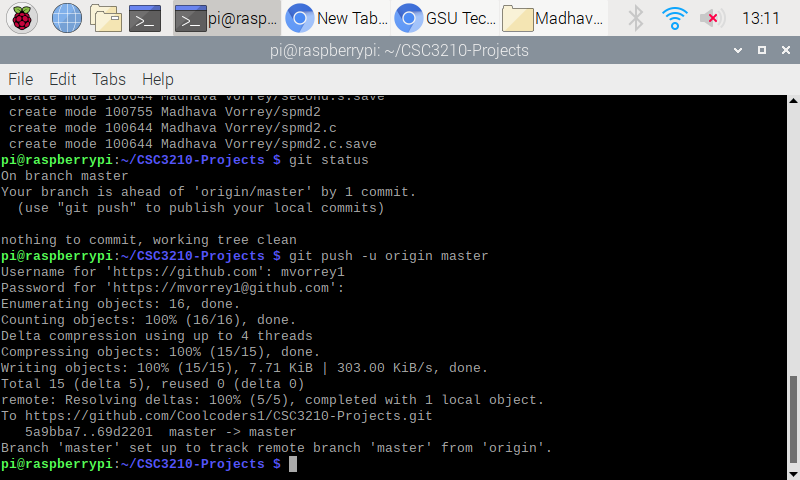 pi@rasp...
New Tab...
GSU Tec...
Madhav...
13:11
pi@raspberrypi: ~/CSC3210-Projects
File Edit Tabs Help
create mode 100644 Madhava Vorrey/second.s.save
create mode 100755 Madhava Vorrey/spmd2
create mode 100644 Madhava Vorrey/spmd2.c
create mode 100644 Madhava Vorrey/spmd2.c.save
pi@raspberrypi:~/CSC3210-Projects $ git status
On branch master
Your branch is ahead of 'origin/master' by 1 commit.
(use "git push" to publish your local commits)
nothing to commit, working tree clean
pi@raspberrypi:~/CSC3210-Projects $ git push -u origin master
Username for 'https://github.com': mvorrey1
Password for 'https://mvorrey1@github.com':
Enumerating objects: 16, done.
Counting objects: 100% (16/16), done.
Delta compression using up to 4 threads
Compressing objects: 100% (15/15), done.
Writing objects: 100% (15/15), 7.71 KiB | 303.00 KiB/s, done.
Total 15 (delta 5), reused 0 (delta 0)
remote: Resolving deltas: 100% (5/5), completed with 1 local object.
To https://github.com/Coolcoders1/CSC3210-Projects.git
5a9bba7..69d2201  master -> master
Branch 'master' set up to track remote branch 'master' from 'origin'.
pi@raspberrypi:~/CSC3210-Projects $